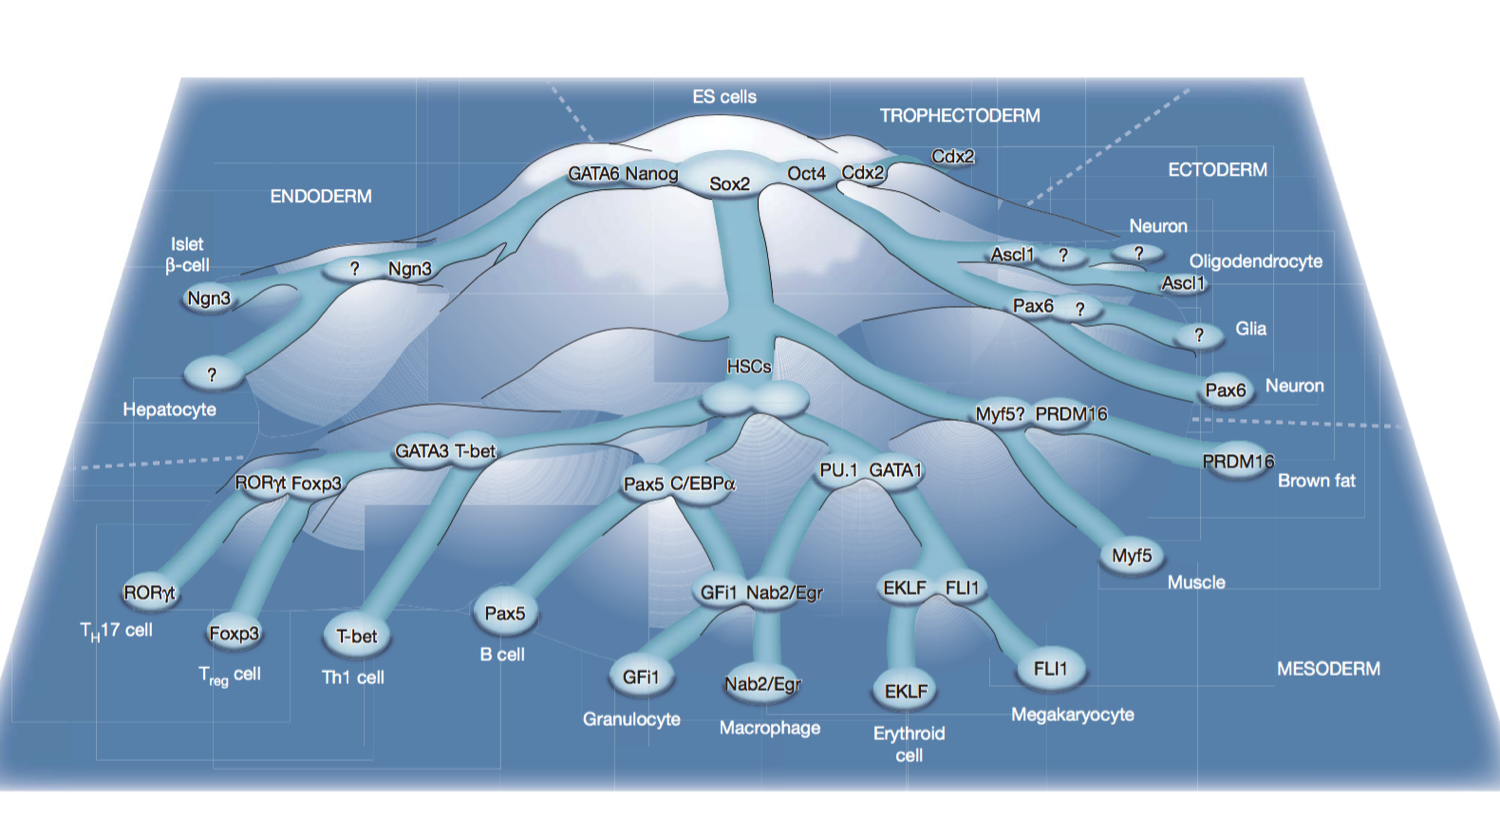 ES cells
TROPHECTODERM
Cdx2
GATA6 Nanog Sox2 Oct4 Cdx2
ECTODERM
ENDODERM
Neuron
Islet
β-cell
? Ngn3
Ascl1 ? ?
Oligodendrocyte
Ascl1
Ngn3
Pax6 ?
? Glia
HSCs
?
Hepatocyte
Pax6 Neuron
Myf5? PRDM16
GATA3 T-bet
PRDM16
Brown fat
RORγt Foxp3
Pax5 C/EBPα
PU.1 GATA1
Myf5
Muscle
RORγt
GFi1 Nab2/Egr
EKLF FLI1
TH17 cell
Foxp3
T-bet
Pax5
B cell
Treg cell
Th1 cell
GFi1
Nab2/Egr
EKLF
FLI1
MESODERM
Granulocyte
Macrophage
Erythroid
cell
Megakaryocyte